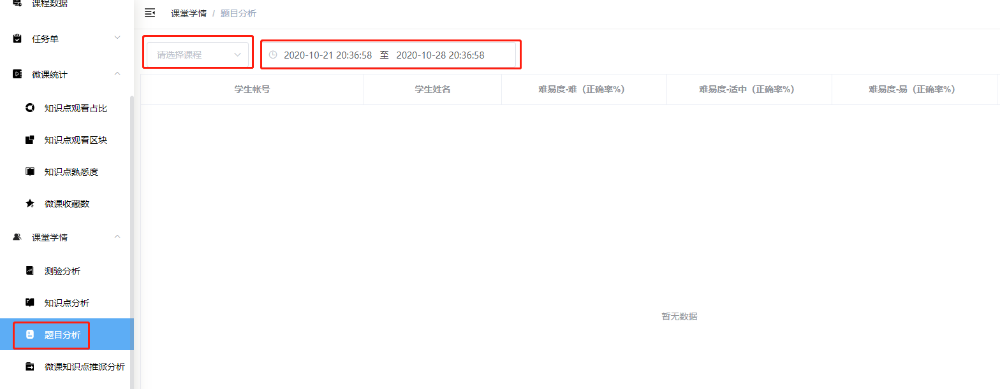 课程数据
任务单
微课统计
知识点观看占比
知识点观看区块
知识点熟悉度
微课收藏数
课堂学情
测验分析
知识点分析
题目分析
微课知识点推派分析
课堂学情 / 题目分析
请选择课程 2020-10-21 20:36:58 至 2020-10-28 20:36:58
学生帐号 学生姓名 难易度-难（正确率%） 难易度-适中（正确率%） 难易度-易（正确率%）
暂无数据